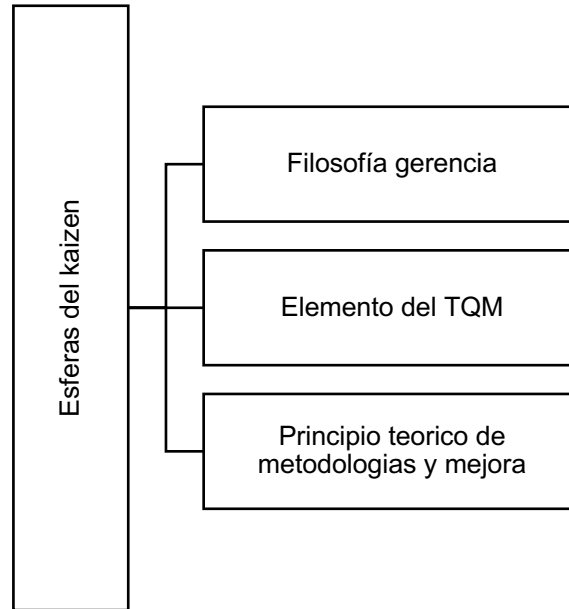 Esferas del kaizen
Filosofía gerencia
Elemento del TQM
Principio teorico de
metodologias y mejora